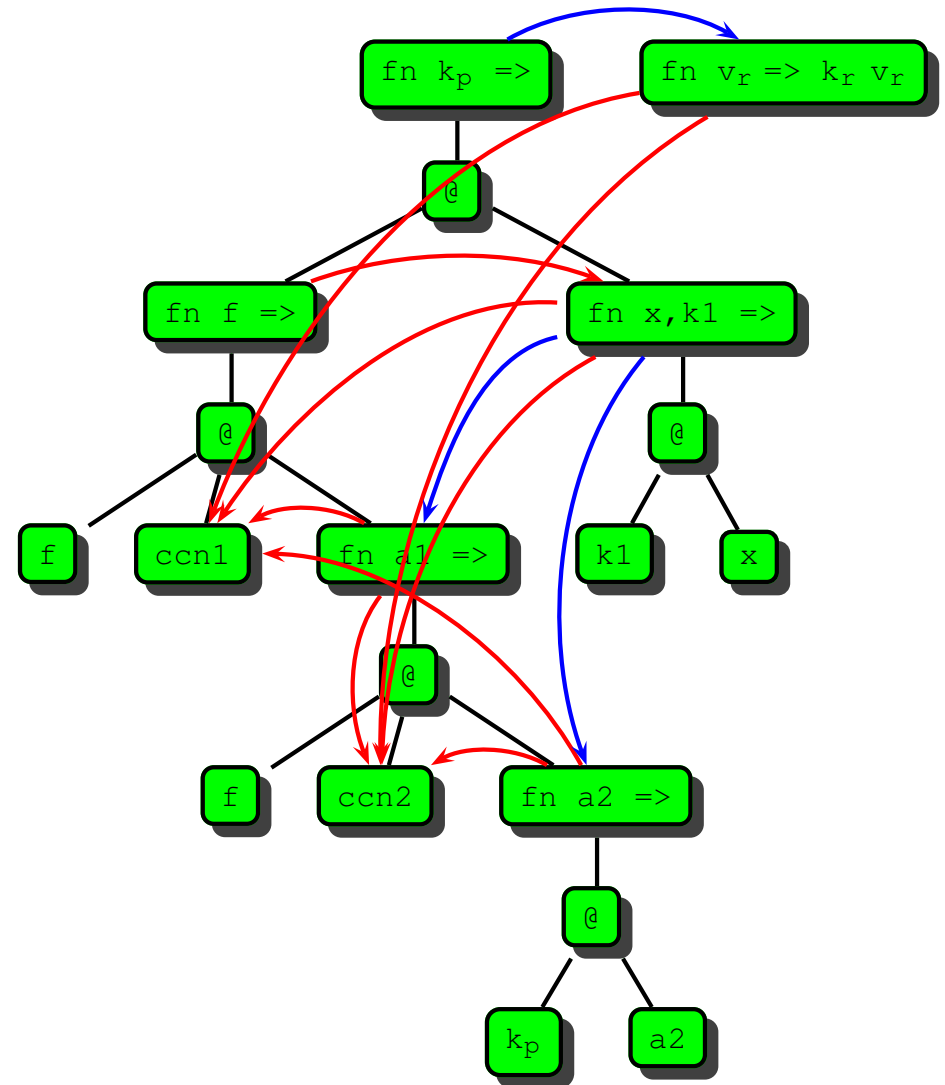 fn kp => fn vr => kr vr
@
fn f => fn x,k1 =>
@ @
f ccn1 fn a1 => k1 x
@
f ccn2 fn a2 =>
@
kp a2